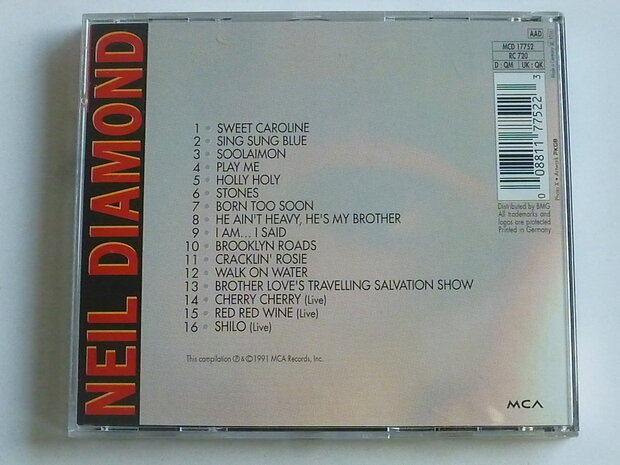 NEIL DIAMOND
1 • SWEET CAROLINE
2 • SING SUNG BLUE
3 • SOOLAIMON
4 • PLAY ME
5 • HOLLY HOLY
6 • STONES
7 • BORN TOO SOON
8 • HE AIN'T HEAVY, HE'S MY BROTHER
9 • I AM... I SAID
10 • BROOKLYN ROADS
11 • CRACKLIN' ROSIE
12 • WALK ON WATER
13 • BROTHER LOVE'S TRAVELLING SALVATION SHOW
14 • CHERRY CHERRY (Live)
15 • RED RED WINE (Live)
16 • SHILO (Live)
This compilation ℗ & © 1991 MCA Records, Inc.
AAD
MCD 17752
RC 720
D : QM UK : QK
0 08811 77522 3
Distributed by BMG
All trademarks and
logos are protected
Printed in Germany
MCA